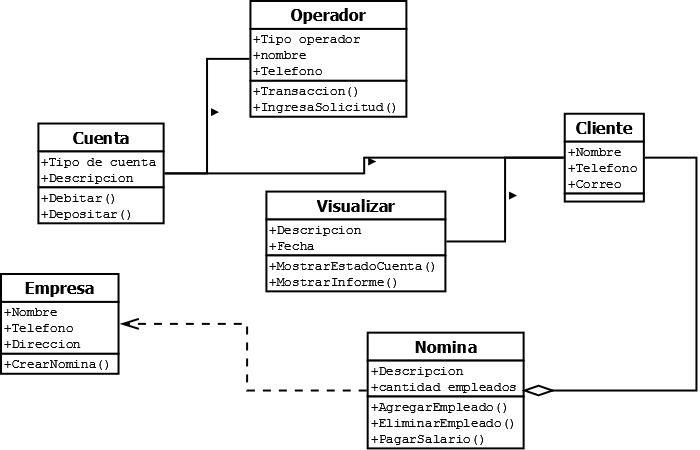 Operador
+Tipo operador
+nombre
+Telefono
+Transaccion()
+IngresaSolicitud()
Cuenta
+Tipo de cuenta
+Descripcion
+Debitar()
+Depositar()
Cliente
+Nombre
+Telefono
+Correo
Visualizar
+Descripcion
+Fecha
+MostrarEstadoCuenta()
+MostrarInforme()
Empresa
+Nombre
+Telefono
+Direccion
+CrearNomina()
Nomina
+Descripcion
+cantidad empleados
+AgregarEmpleado()
+EliminarEmpleado()
+PagarSalario()